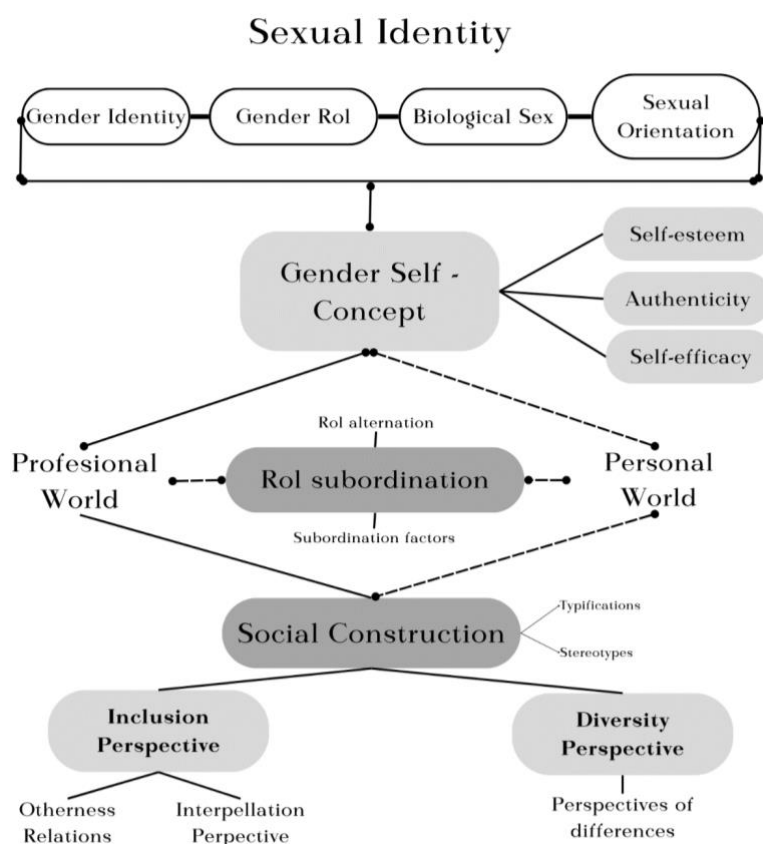 Sexual Identity
Gender Identity
Gender Rol
Biological Sex
Sexual
Orientation
Gender Self -
Concept
Self-esteem
Authenticity
Self-efficacy
Rol alternation
Profesional
World
Rol subordination
Personal
World
Subordination factors
Social Construction
Typifications
Stereotypes
Inclusion
Perspective
Diversity
Perspective
Otherness
Relations
Interpellation
Perpective
Perspectives of
differences